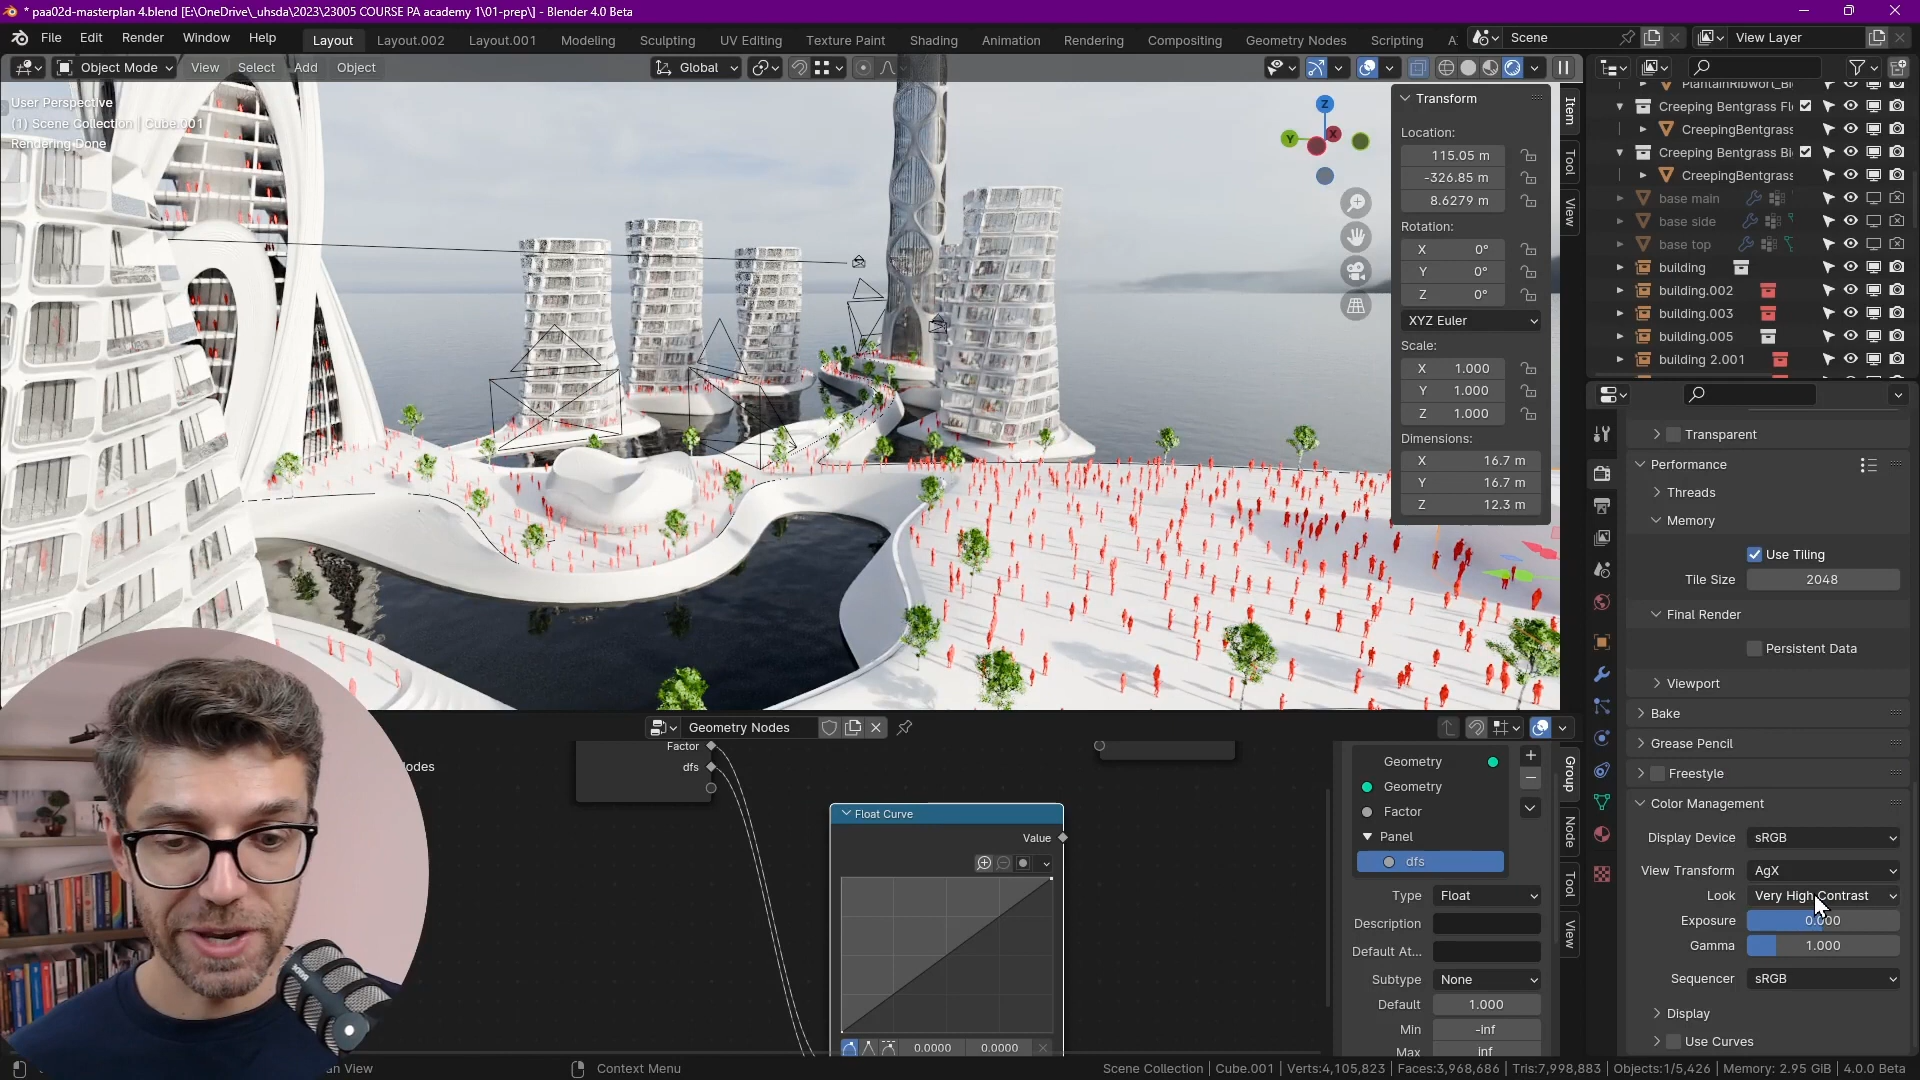 * paa02d-masterplan 4.blend [E:\OneDrive\_uhsda\2023\23005 COURSE PA academy 1\01-prep\] - Blender 4.0 Beta
File Edit Render Window Help Layout Layout.002 Layout.001 Modeling Sculpting UV Editing Texture Paint Shading Animation Rendering Compositing Geometry Nodes Scripting A Scene View Layer
Object Mode View Select Add Object Global
User Perspective
(1) Scene Collection | Cube.001
Rendering Done
Z
Y
X
Transform
Location:
115.05 m
-326.85 m
8.6279 m
Rotation:
X 0°
Y 0°
Z 0°
XYZ Euler
Scale:
X 1.000
Y 1.000
Z 1.000
Dimensions:
X 16.7 m
Y 16.7 m
Z 12.3 m
Item
Tool
View
PlantainRibwort_Bl
Creeping Bentgrass Fl
CreepingBentgrass
Creeping Bentgrass Bl
CreepingBentgrass
base main
base side
base top
building
building.002
building.003
building.005
building 2.001
Transparent
Performance
Threads
Memory
Use Tiling
Tile Size 2048
Final Render
Persistent Data
Viewport
Bake
Grease Pencil
Freestyle
Color Management
Display Device sRGB
View Transform AgX
Look Very High Contrast
Exposure 0.000
Gamma 1.000
Sequencer sRGB
Display
Use Curves
Geometry Nodes
odes
Factor
dfs
Float Curve
Value
0.0000 0.0000
Geometry
Geometry
Factor
Panel
dfs
Type Float
Description
Default At...
Subtype None
Default 1.000
Min -inf
Max inf
Group
Node
Tool
View
an View
Context Menu
Scene Collection | Cube.001 | Verts:4,105,823 | Faces:3,968,686 | Tris:7,998,883 | Objects:1/5,426 | Memory: 2.95 GiB | 4.0.0 Beta